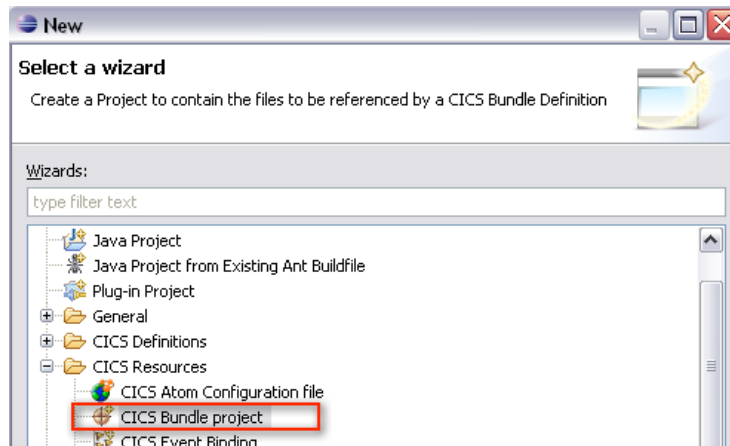 New
Select a wizard
Create a Project to contain the files to be referenced by a CICS Bundle Definition
Wizards:
type filter text
Java Project
Java Project from Existing Ant Buildfile
Plug-in Project
General
CICS Definitions
CICS Resources
CICS Atom Configuration file
CICS Bundle project
CICS Event Binding